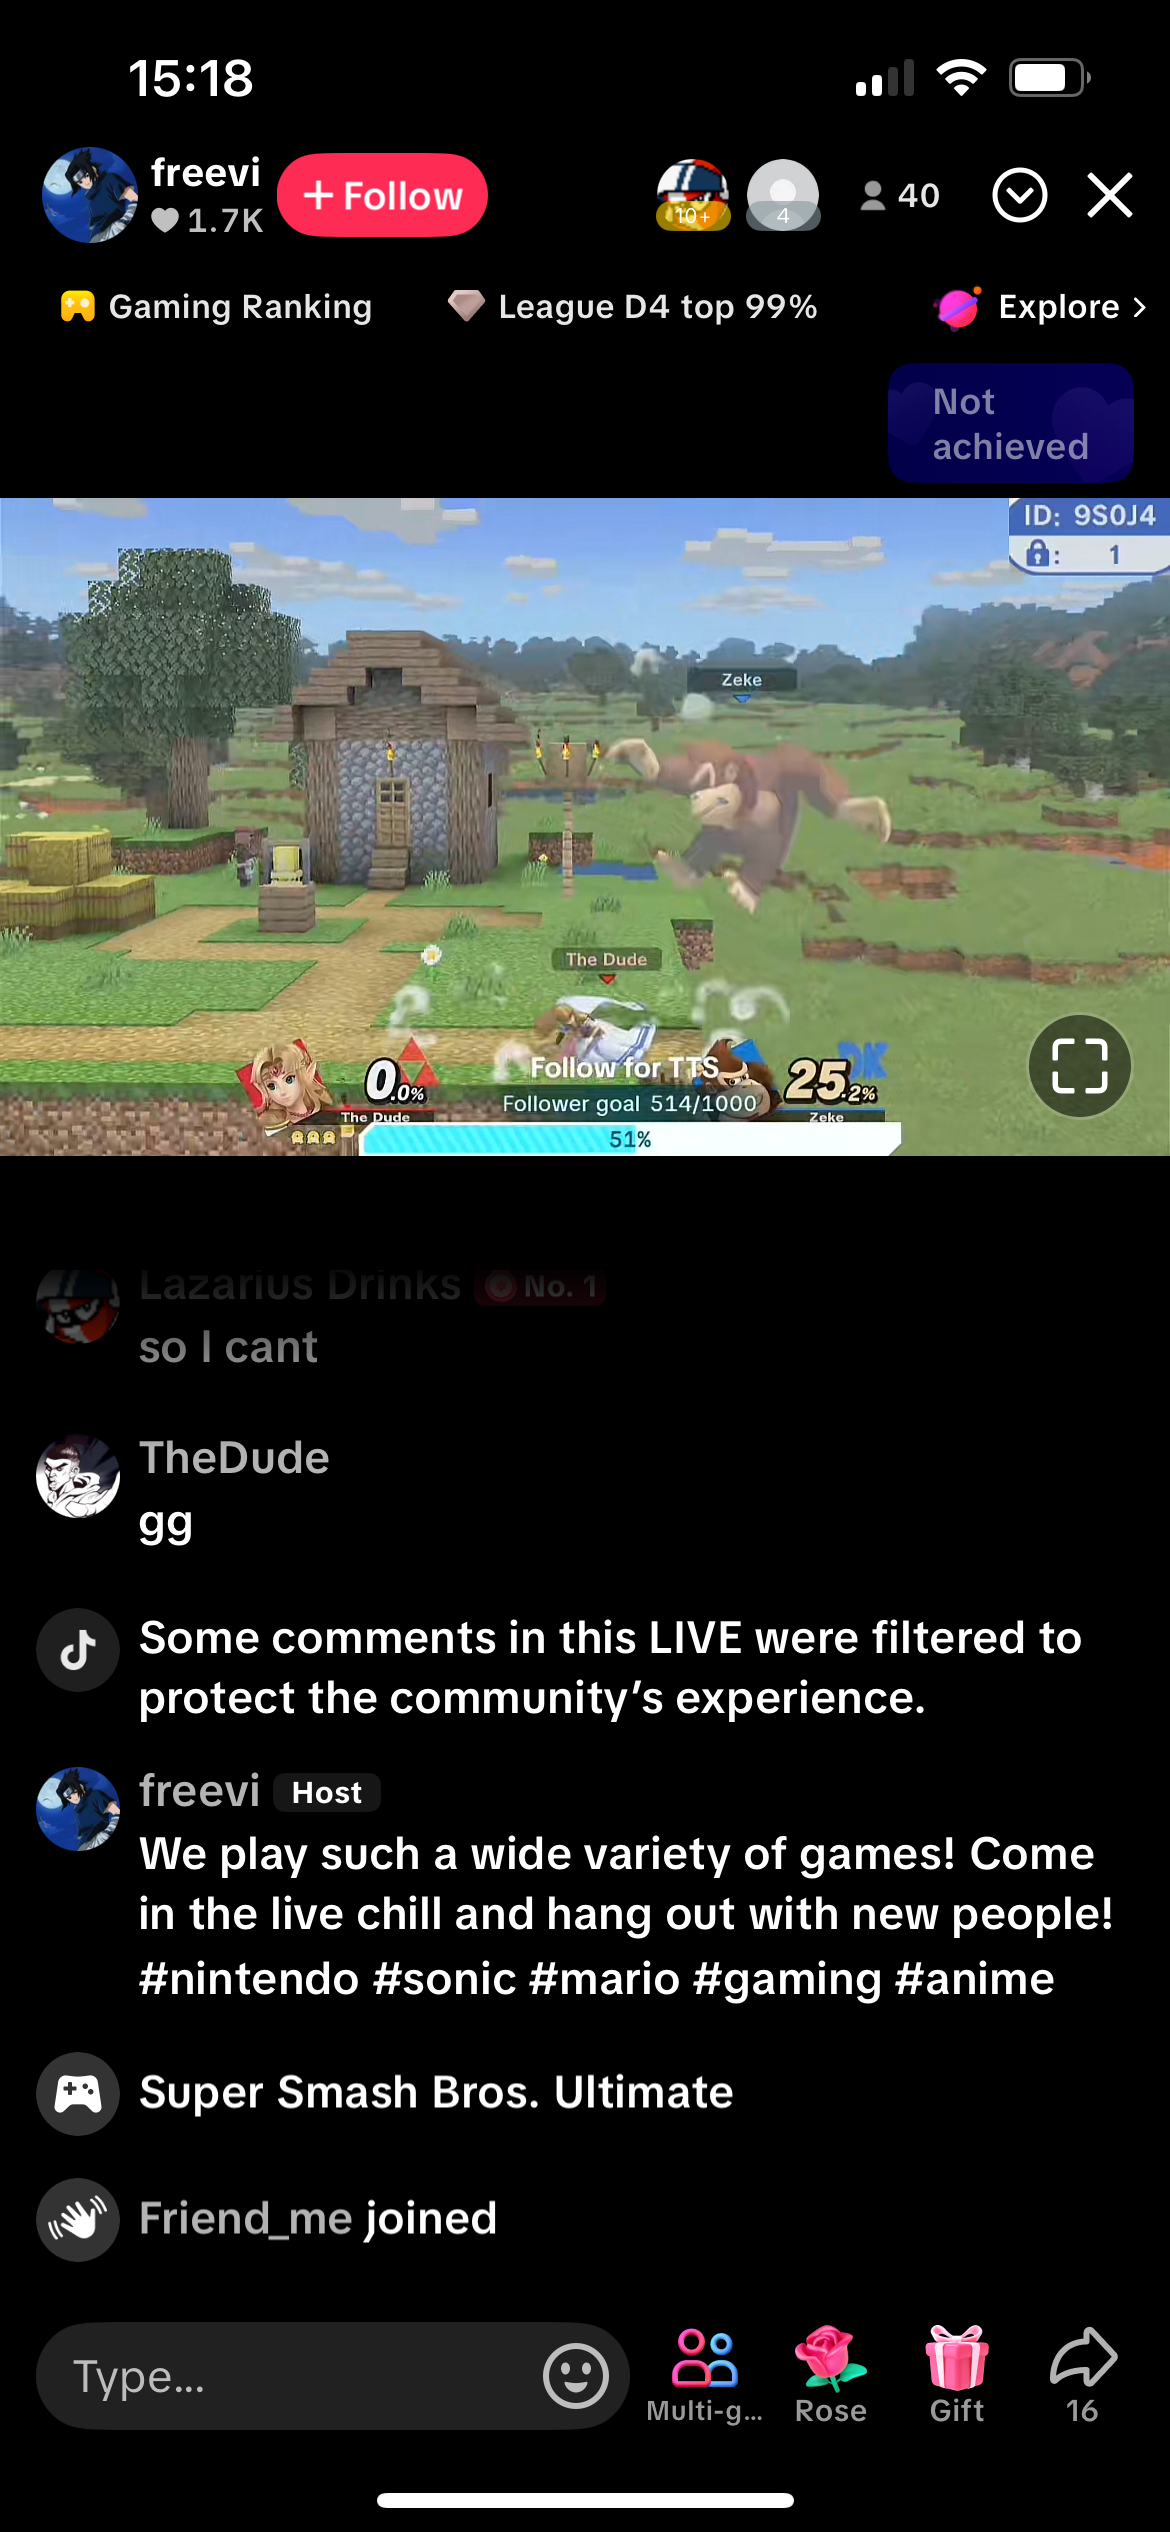 15:18
freevi
1.7K
+ Follow
10+
4
40
Gaming Ranking
League D4 top 99%
Explore >
Not
achieved
ID: 9S0J4
: 1
Zeke
The Dude
Follow for TTS
DK
0.0%
25.2%
Follower goal 514/1000
The Dude
Zeke
51%
Lazarius Drinks No. 1
so I cant
TheDude
gg
Some comments in this LIVE were filtered to
protect the community's experience.
freevi Host
We play such a wide variety of games! Come
in the live chill and hang out with new people!
#nintendo #sonic #mario #gaming #anime
Super Smash Bros. Ultimate
Friend_me joined
Type...
Multi-g...
Rose
Gift
16